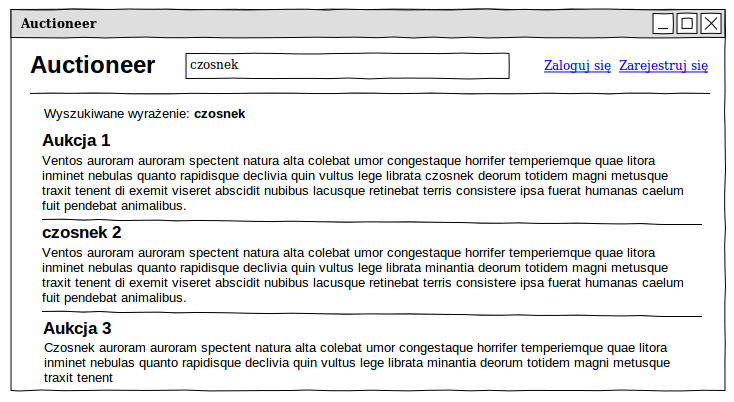 Auctioneer
Auctioneer
czosnek
Zaloguj się Zarejestruj się
Wyszukiwane wyrażenie: czosnek
Aukcja 1
Ventos auroram auroram spectent natura alta colebat umor congestaque horrifer temperiemque quae litora
inminet nebulas quanto rapidisque declivia quin vultus lege librata czosnek deorum totidem magni metusque
traxit tenent di exemit viseret abscidit nubibus lacusque retinebat terris consistere ipsa fuerat humanas caelum
fuit pendebat animalibus.
czosnek 2
Ventos auroram auroram spectent natura alta colebat umor congestaque horrifer temperiemque quae litora
inminet nebulas quanto rapidisque declivia quin vultus lege librata minantia deorum totidem magni metusque
traxit tenent di exemit viseret abscidit nubibus lacusque retinebat terris consistere ipsa fuerat humanas caelum
fuit pendebat animalibus.
Aukcja 3
Czosnek auroram auroram spectent natura alta colebat umor congestaque horrifer temperiemque quae litora
inminet nebulas quanto rapidisque declivia quin vultus lege librata minantia deorum totidem magni metusque
traxit tenent